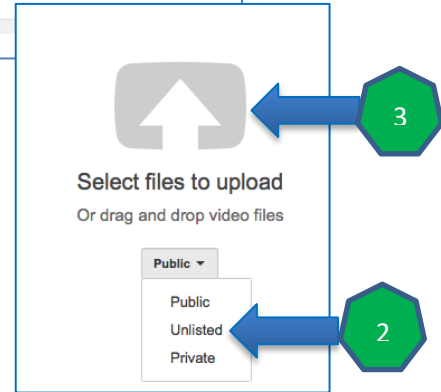 3
Select files to upload
Or drag and drop video files
Public
Public
Unlisted
2
Private